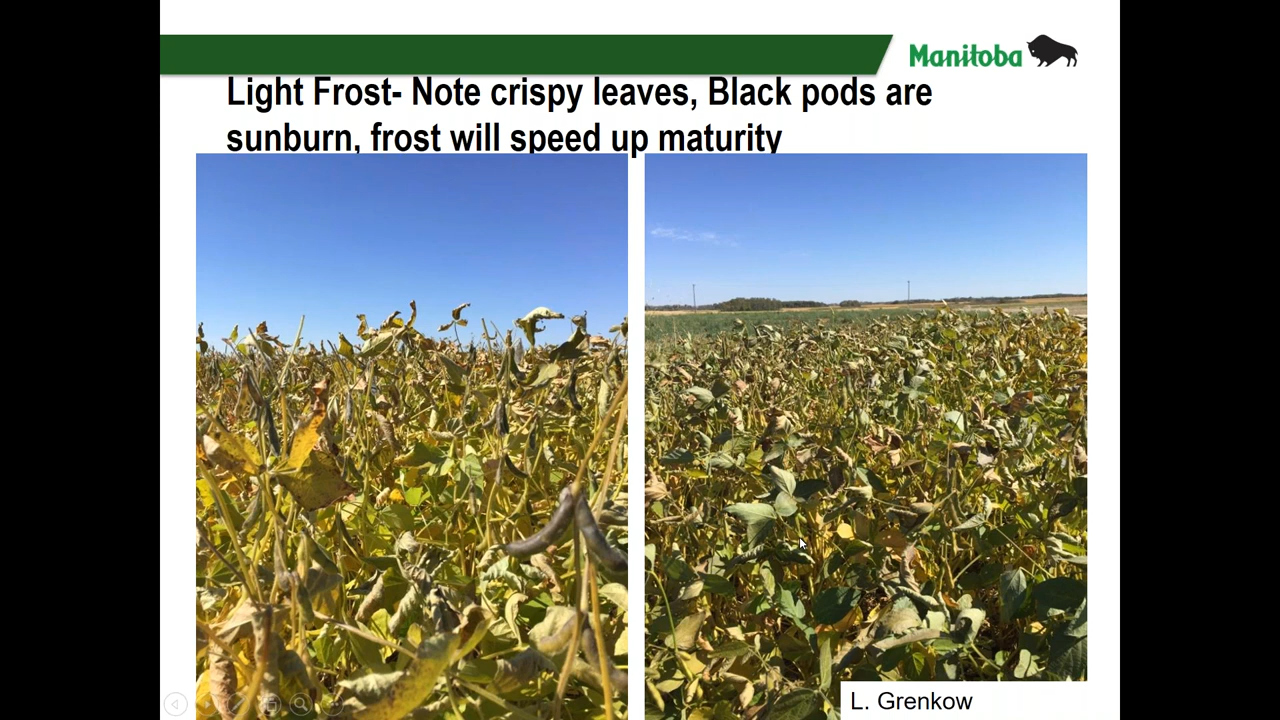 Manitoba
Light Frost- Note crispy leaves, Black pods are
sunburn, frost will speed up maturity
L. Grenkow